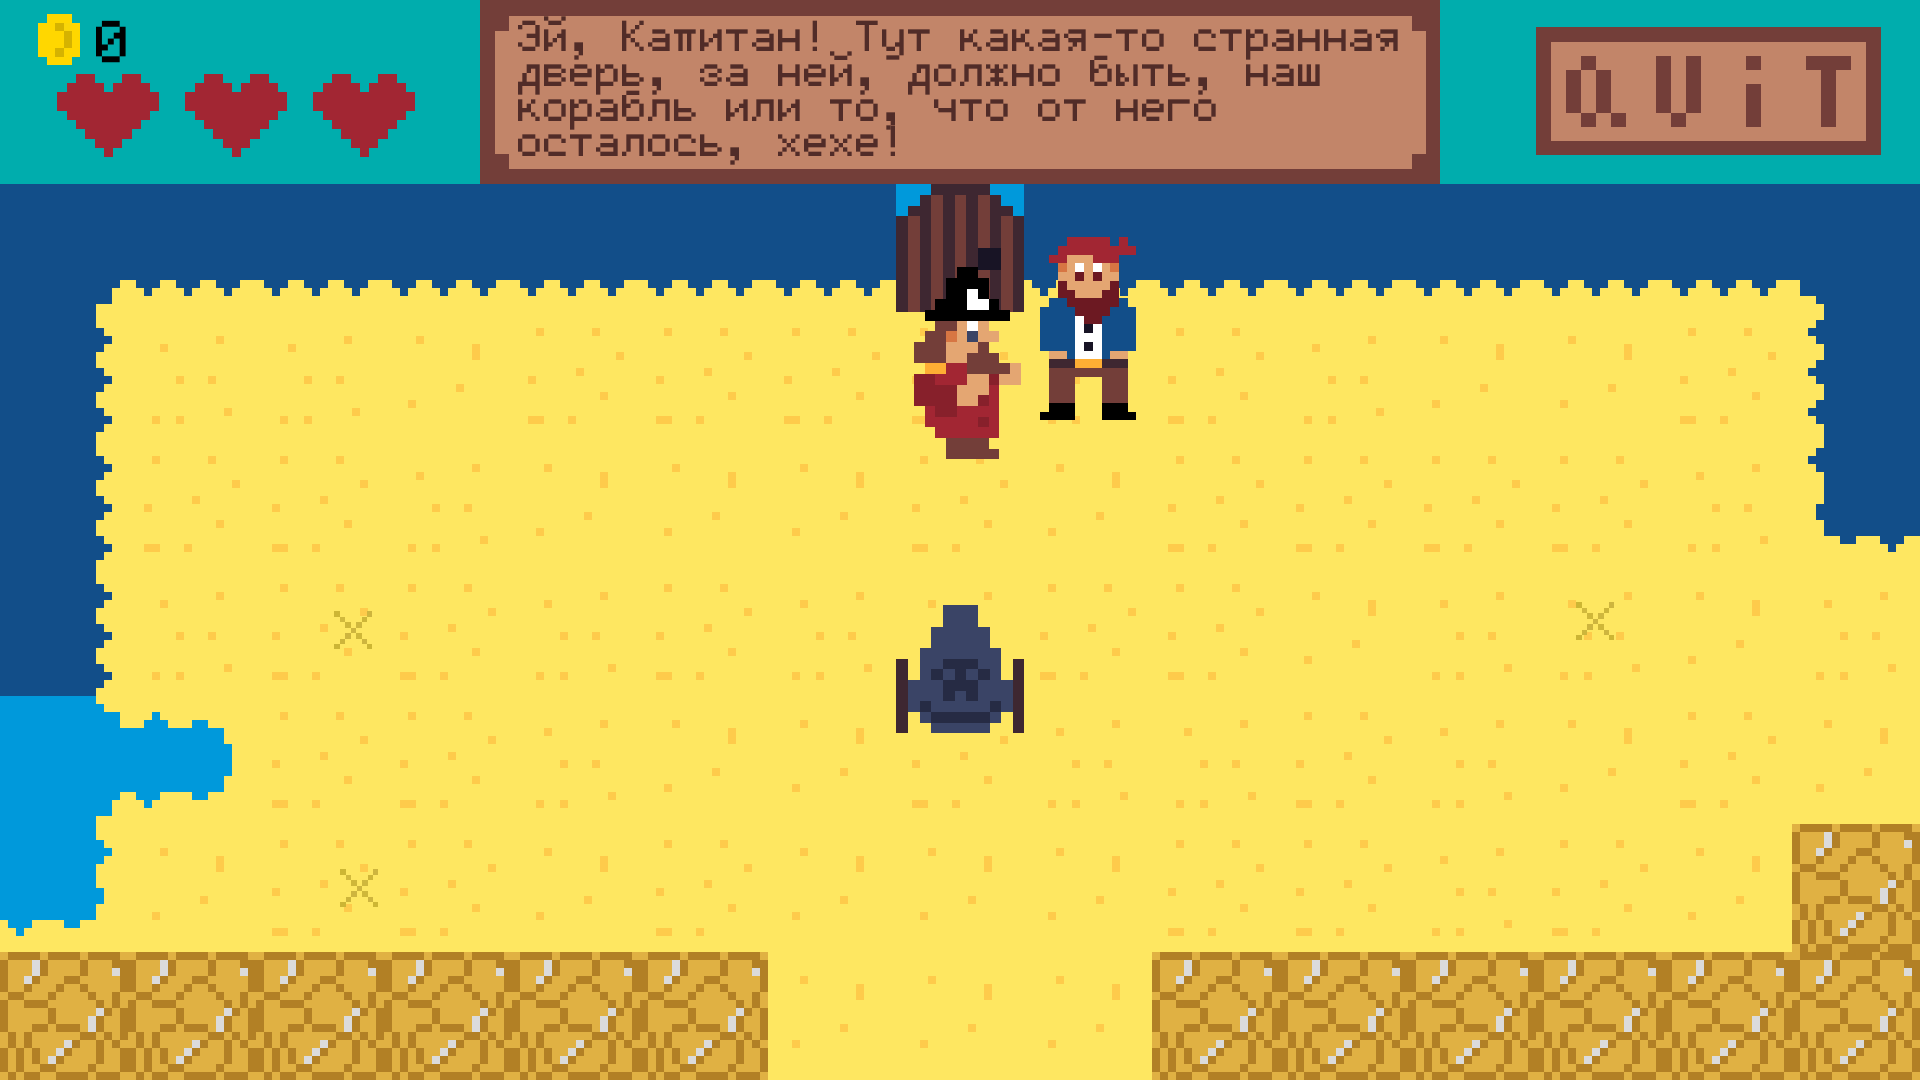 0
Эй, Капитан! Тут какая-то странная
дверь, за ней, должно быть, наш
корабль или то, что от него
осталось, хехе!
QUiT